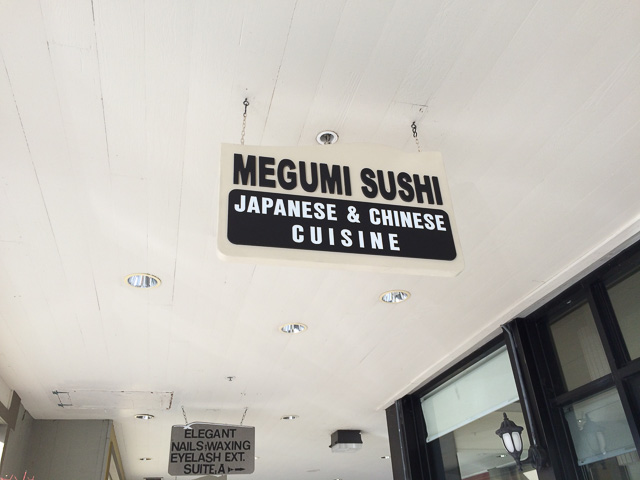 MEGUMI SUSHI
JAPANESE & CHINESE
CUISINE
ELEGANT
NAILS WAXING
EYELASH EXT.
SUITE A